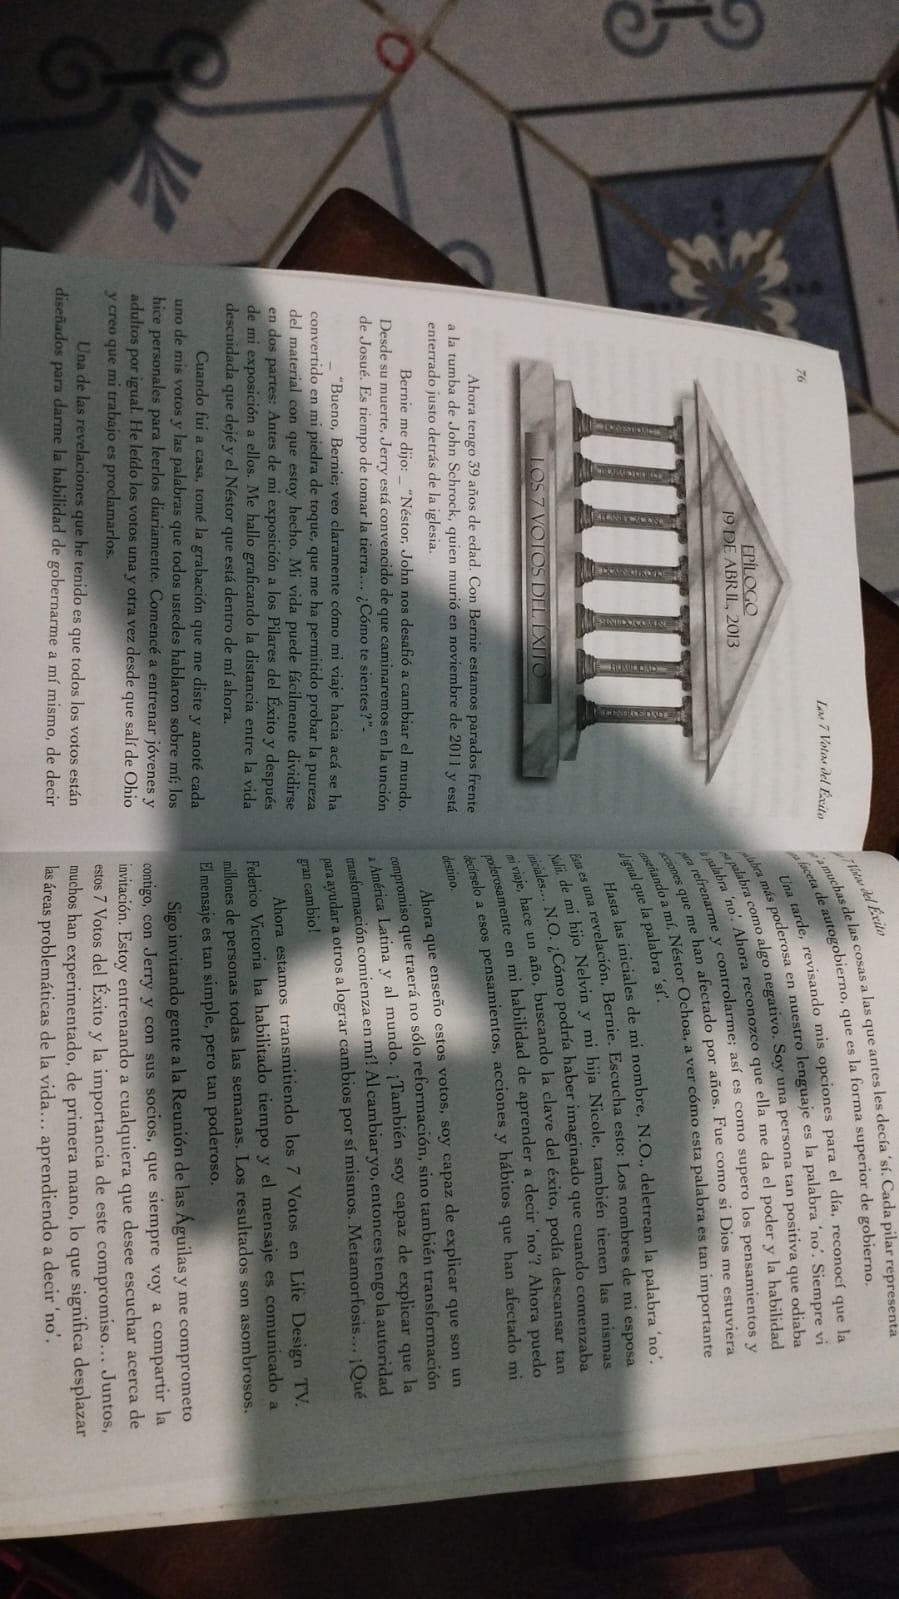 76
Los 7 Votos del Éxito
EPÍLOGO
19 DE ABRIL, 2013
HONESTIDAD
PLANIFICACIÓN
SENTIDO COMÚN
HUMILDAD
GENEROSIDAD
LOS 7 VOTOS DEL ÉXITO
Ahora tengo 39 años de edad. Con Bernie estamos parados frente
a la tumba de John Schrock, quien murió en noviembre de 2011 y está
enterrado justo detrás de la iglesia.
Bernie me dijo: _ “Néstor, John nos desafió a cambiar el mundo.
Desde su muerte, Jerry está convencido de que caminaremos en la unción
de Josué. Es tiempo de tomar la tierra… ¿Cómo te sientes?”-
_ “Bueno, Bernie; veo claramente cómo mi viaje hacia acá se ha
convertido en mi piedra de toque, que me ha permitido probar la pureza
del material con que estoy hecho. Mi vida puede fácilmente dividirse
en dos partes: Antes de mi exposición a los Pilares del Éxito y después
de mi exposición a ellos. Me hallo graficando la distancia entre la vida
descuidada que dejé y el Néstor que está dentro de mí ahora.
Cuando fui a casa, tomé la grabación que me diste y anoté cada
uno de mis votos y las palabras que todos ustedes hablaron sobre mí; los
hice personales para leerlos diariamente. Comencé a entrenar jóvenes y
adultos por igual. He leído los votos una y otra vez desde que salí de Ohio
y creo que mi trabajo es proclamarlos.
Una de las revelaciones que he tenido es que todos los votos están
diseñados para darme la habilidad de gobernarme a mí mismo, de decir
7 Votos del Éxito
a muchas de las cosas a las que antes les decía ‘sí’. Cada pilar representa
faceta de autogobierno, que es la forma superior de gobierno.
Una tarde, revisando mis opciones para el día, reconocí que la
palabra más poderosa en nuestro lenguaje es la palabra ‘no’. Siempre vi
palabra como algo negativo. Soy una persona tan positiva que odiaba
palabra ‘no’. Ahora reconozco que ella me da el poder y la habilidad
para refrenarme y controlarme; así es como supero los pensamientos y
acciones que me han afectado por años. Fue como si Dios me estuviera
enseñando a mí, Néstor Ochoa, a ver cómo esta palabra es tan importante
al igual que la palabra ‘sí’.
Hasta las iniciales de mi nombre, N.O., deletrean la palabra ‘no’.
Esta es una revelación, Bernie. Escucha esto: Los nombres de mi esposa
Nalii, de mi hijo Nelvin y mi hija Nicole, también tienen las mismas
iniciales… N.O. ¿Cómo podría haber imaginado que cuando comenzaba
mi viaje, hace un año, buscando la clave del éxito, podía descansar tan
poderosamente en mi habilidad de aprender a decir ‘no’? Ahora puedo
decírselo a esos pensamientos, acciones y hábitos que han afectado mi
destino.
Ahora que enseño estos votos, soy capaz de explicar que son un
compromiso que traerá no sólo reformación, sino también transformación
a América Latina y al mundo. ¡También soy capaz de explicar que la
transformación comienza en mí! Al cambiar yo, entonces tengo la autoridad
para ayudar a otros a lograr cambios por sí mismos. Metamorfosis… ¡Qué
gran cambio!
Ahora estamos transmitiendo los 7 Votos en Life Design TV.
Federico Victoria ha habilitado tiempo y el mensaje es comunicado a
millones de personas todas las semanas. Los resultados son asombrosos.
El mensaje es tan simple, pero tan poderoso.
Sigo invitando gente a la Reunión de las Águilas y me comprometo
contigo, con Jerry y con sus socios, que siempre voy a compartir la
invitación. Estoy entrenando a cualquiera que desee escuchar acerca de
estos 7 Votos del Éxito y la importancia de este compromiso… Juntos,
muchos han experimentado, de primera mano, lo que significa desplazar
las áreas problemáticas de la vida… aprendiendo a decir ‘no’.